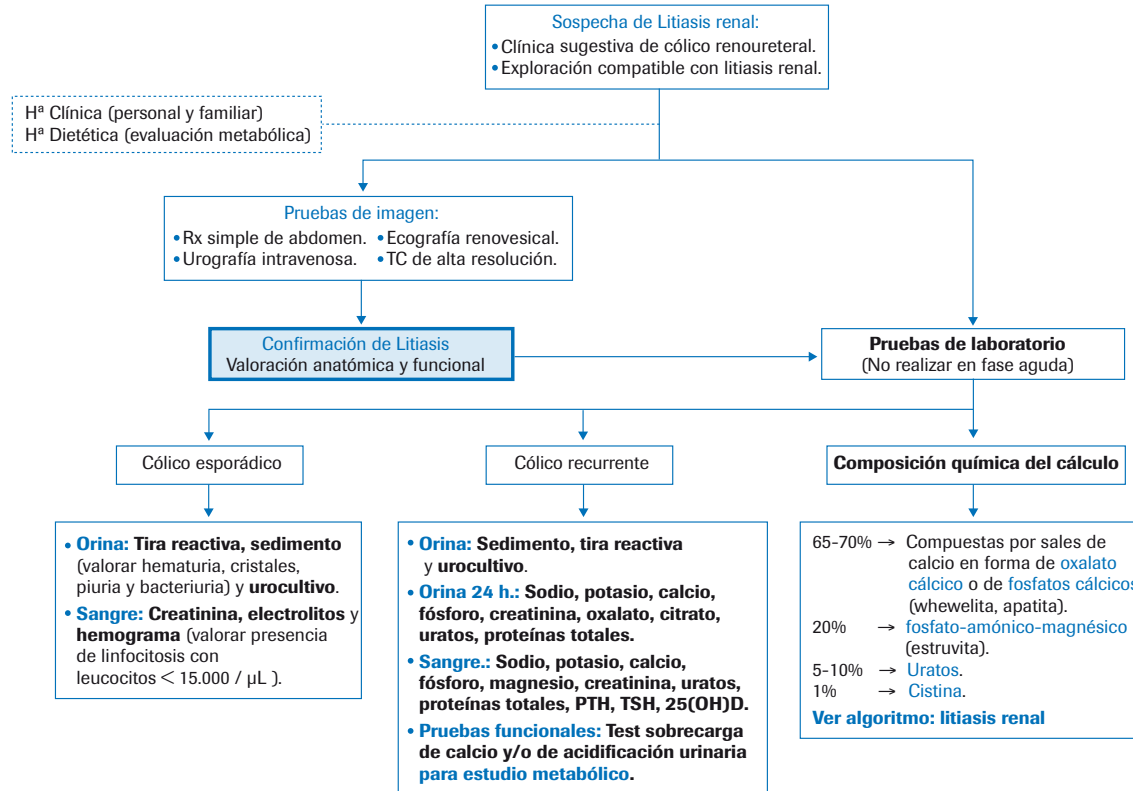 Sospecha de Litiasis renal:
• Clínica sugestiva de cólico renoureteral.
• Exploración compatible con litiasis renal.
Hª Clínica (personal y familiar)
Hª Dietética (evaluación metabólica)
Pruebas de imagen:
• Rx simple de abdomen. • Ecografía renovesical.
• Urografía intravenosa. • TC de alta resolución.
Confirmación de Litiasis
Valoración anatómica y funcional
Pruebas de laboratorio
(No realizar en fase aguda)
Cólico esporádico
• Orina: Tira reactiva, sedimento
(valorar hematuria, cristales,
piuria y bacteriuria) y urocultivo.
• Sangre: Creatinina, electrolitos y
hemograma (valorar presencia
de linfocitosis con
leucocitos < 15.000 / µL ).
Cólico recurrente
• Orina: Sedimento, tira reactiva
y urocultivo.
• Orina 24 h.: Sodio, potasio, calcio,
fósforo, creatinina, oxalato, citrato,
uratos, proteínas totales.
• Sangre.: Sodio, potasio, calcio,
fósforo, magnesio, creatinina, uratos,
proteínas totales, PTH, TSH, 25(OH)D.
• Pruebas funcionales: Test sobrecarga
de calcio y/o de acidificación urinaria
para estudio metabólico.
Composición química del cálculo
65-70% → Compuestas por sales de
calcio en forma de oxalato
cálcico o de fosfatos cálcicos
(whewelita, apatita).
20% → fosfato-amónico-magnésico
(estruvita).
5-10% → Uratos.
1% → Cistina.
Ver algoritmo: litiasis renal